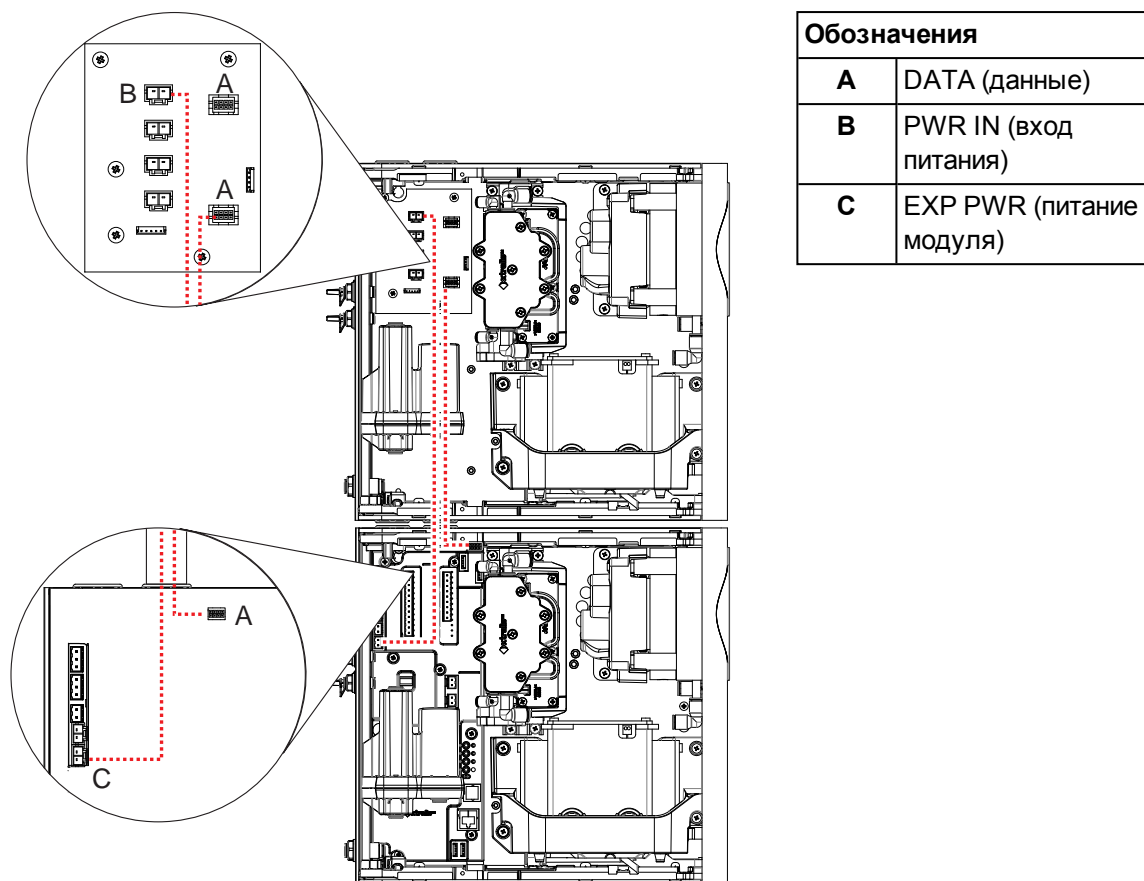 B
A
A
A
C
Обозначения
A DATA (данные)
B PWR IN (вход
питания)
C EXP PWR (питание
модуля)